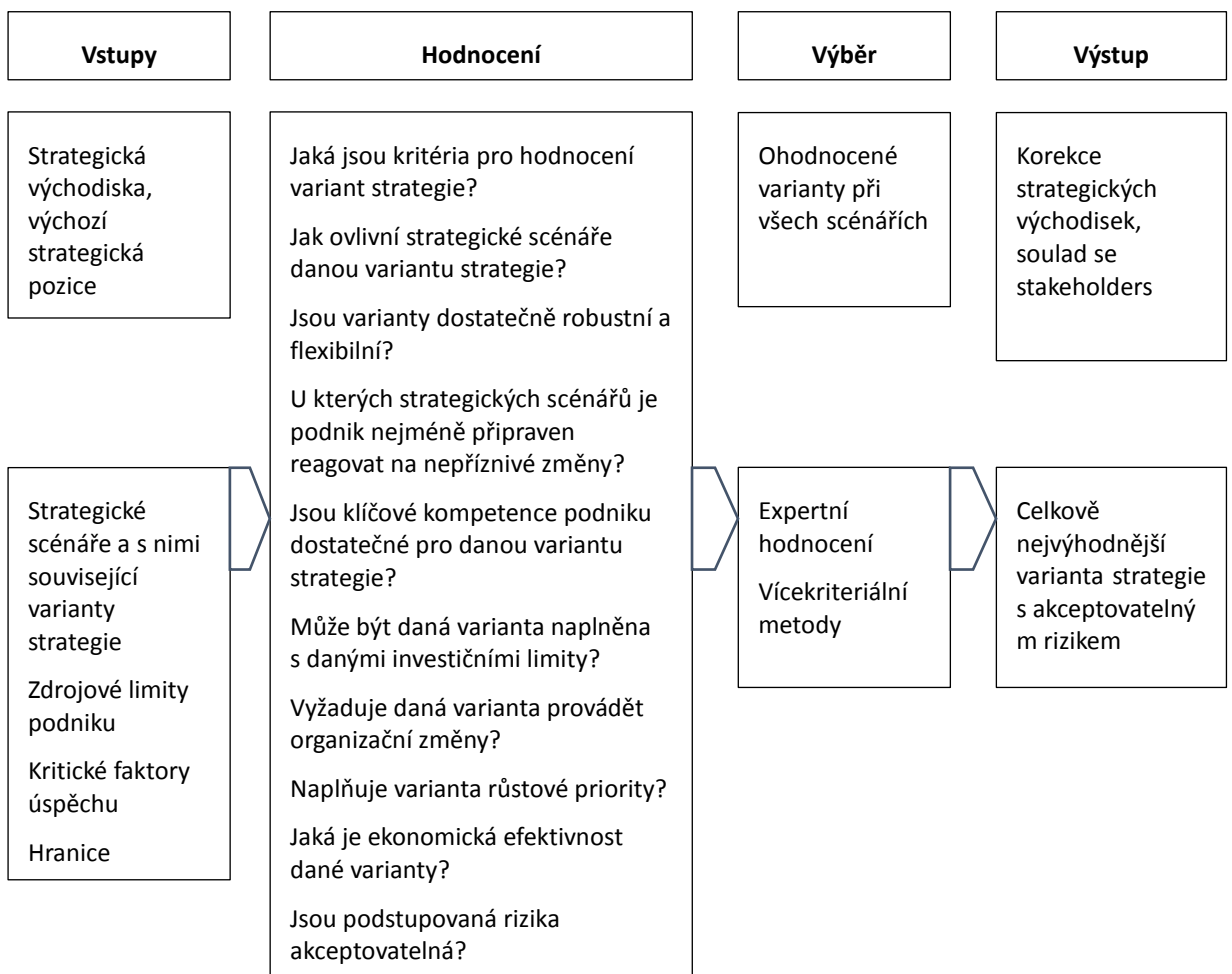 Vstupy
Hodnocení
Výběr
Výstup
Strategická
východiska,
výchozí
strategická
pozice
Strategické
scénáře a s nimi
související
varianty
strategie
Zdrojové limity
podniku
Kritické faktory
úspěchu
Hranice
Jaká jsou kritéria pro hodnocení
variant strategie?
Jak ovlivní strategické scénáře
danou variantu strategie?
Jsou varianty dostatečně robustní a
flexibilní?
U kterých strategických scénářů je
podnik nejméně připraven
reagovat na nepříznivé změny?
Jsou klíčové kompetence podniku
dostatečné pro danou variantu
strategie?
Může být daná varianta naplněna
s danými investičními limity?
Vyžaduje daná varianta provádět
organizační změny?
Naplňuje varianta růstové priority?
Jaká je ekonomická efektivnost
dané varianty?
Jsou podstupovaná rizika
akceptovatelná?
Ohodnocené
varianty při
všech scénářích
Expertní
hodnocení
Vícekriteriální
metody
Korekce
strategických
východisek,
soulad se
stakeholders
Celkově
nejvýhodnější
varianta strategie
s akceptovatelný
m rizikem